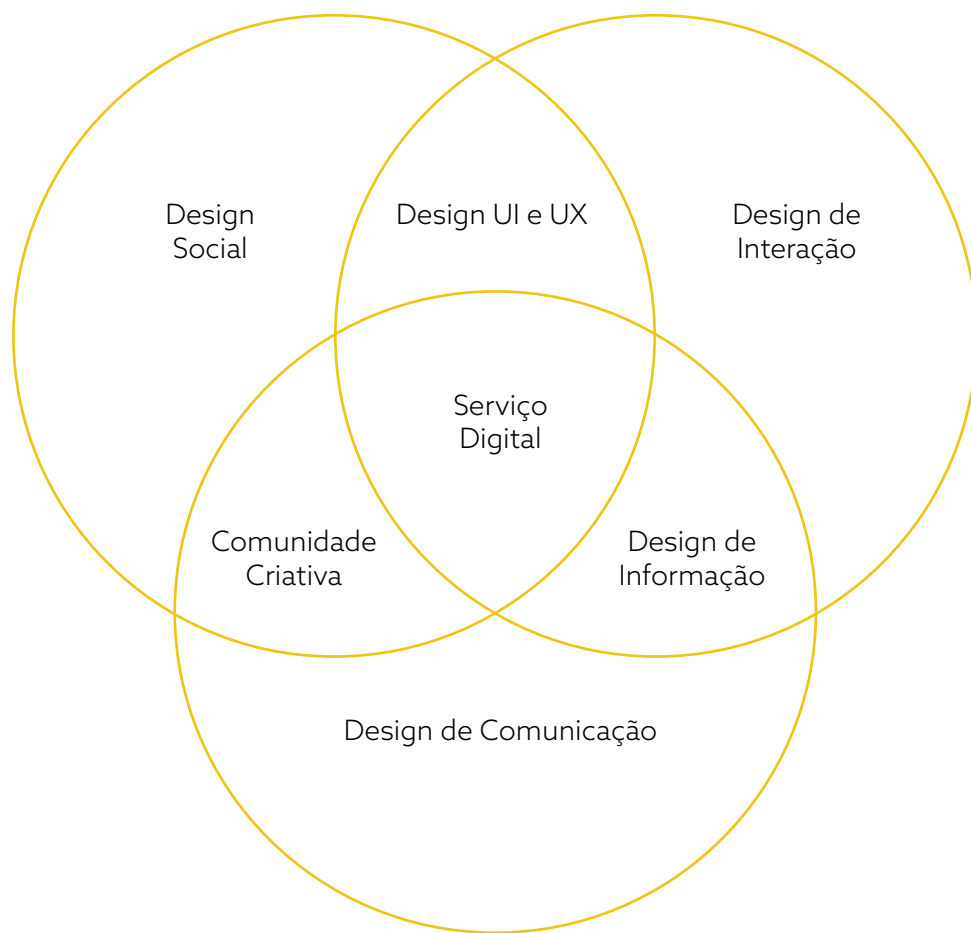 Design
Social
Design UI e UX
Design de
Interação
Serviço
Digital
Comunidade
Criativa
Design de
Informação
Design de Comunicação